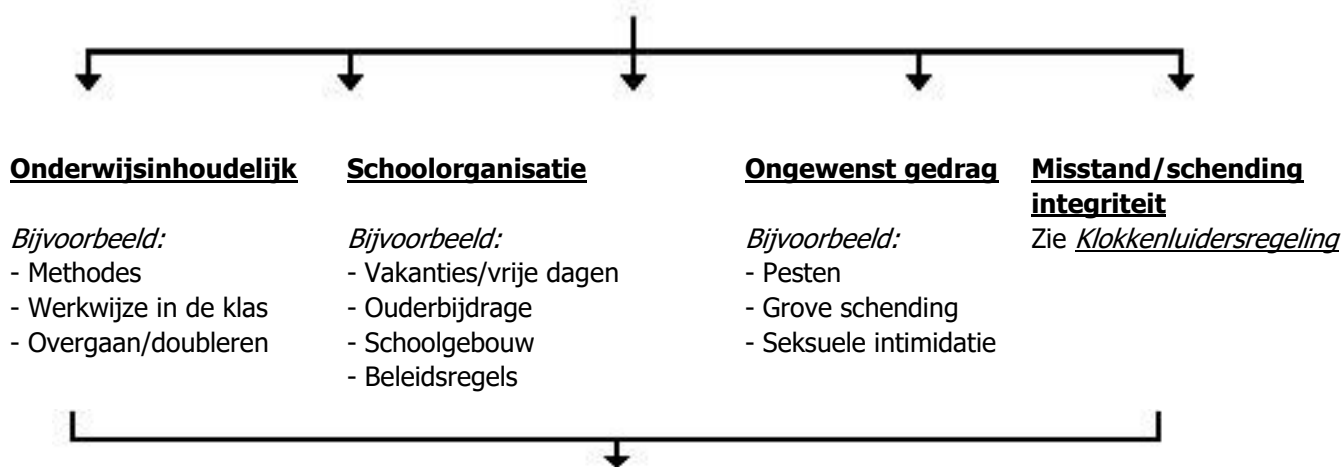 Onderwijsinhoudelijk
Bijvoorbeeld:
- Methodes
- Werkwijze in de klas
- Overgaan/doubleren
Schoolorganisatie
Bijvoorbeeld:
- Vakanties/vrije dagen
- Ouderbijdrage
- Schoolgebouw
- Beleidsregels
Ongewenst gedrag
Bijvoorbeeld:
- Pesten
- Grove schending
- Seksuele intimidatie
Misstand/schending
integriteit
Zie Klokkenluidersregeling